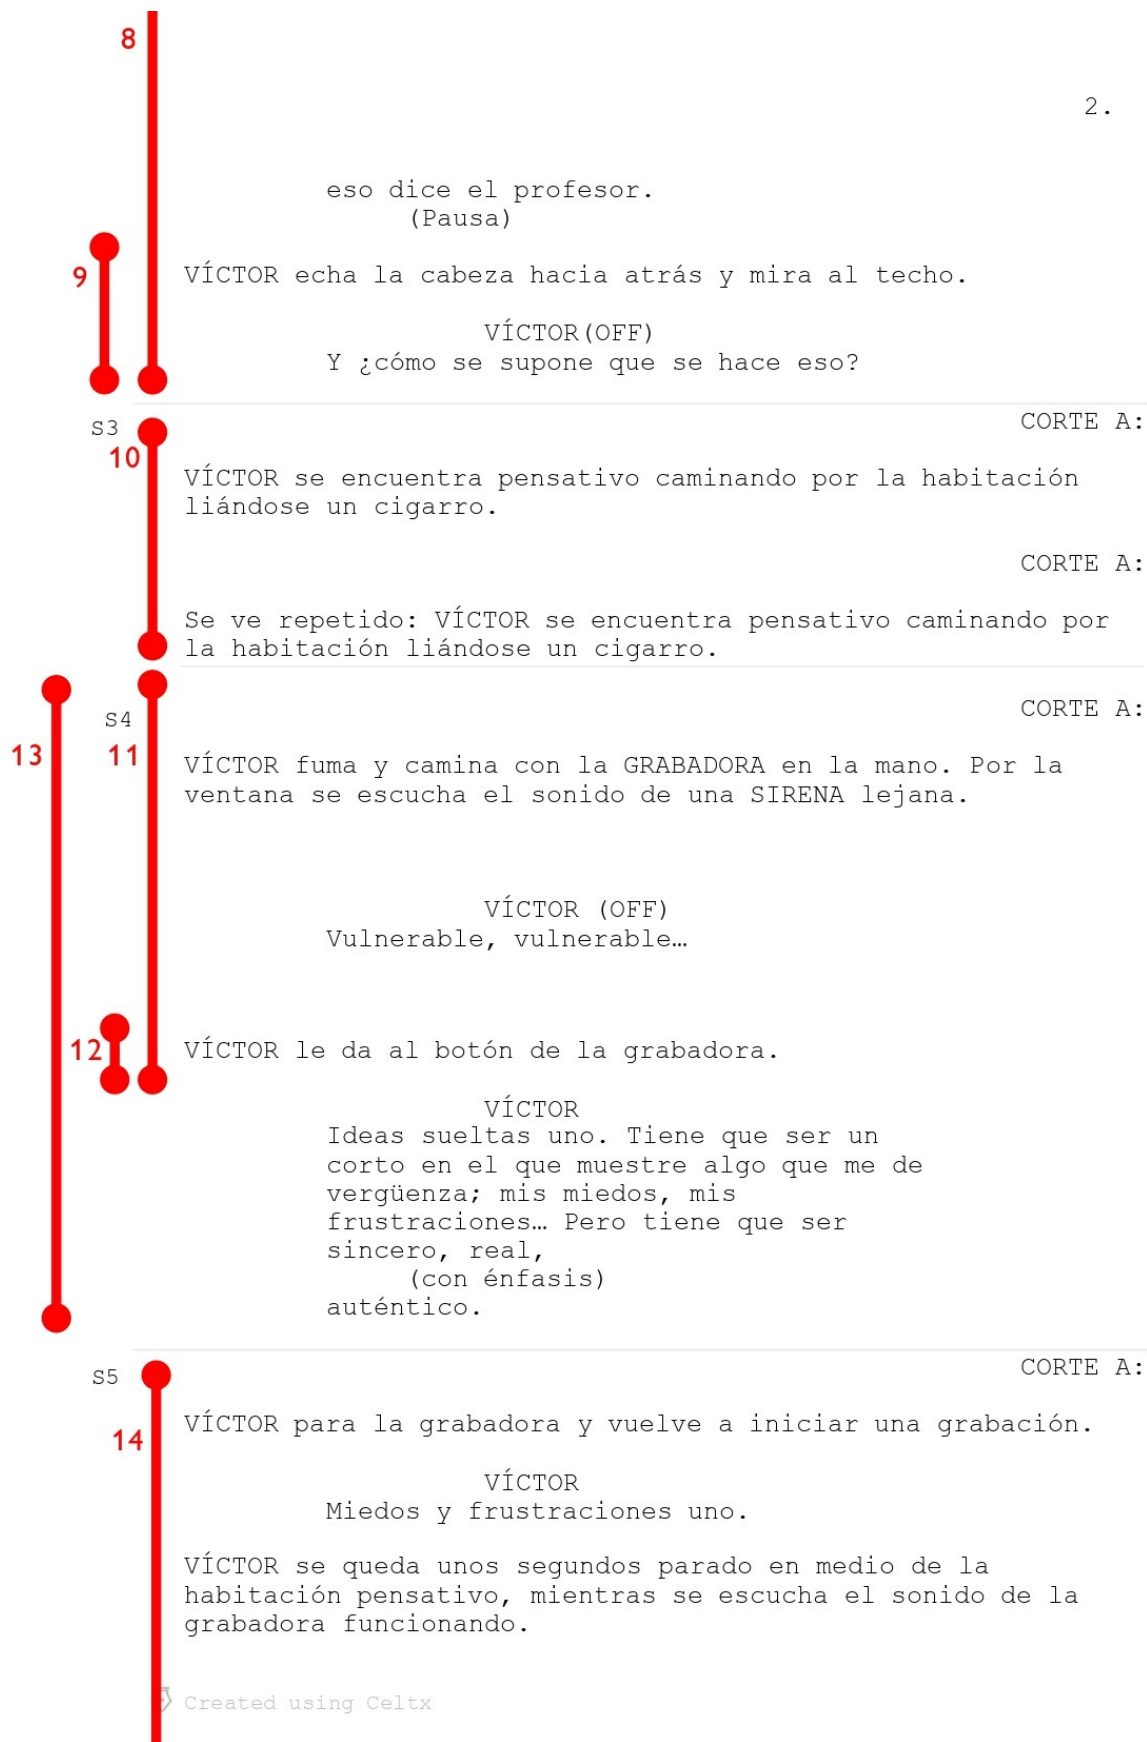 8
2.
eso dice el profesor.
(Pausa)
9
VÍCTOR echa la cabeza hacia atrás y mira al techo.
VÍCTOR(OFF)
Y ¿cómo se supone que se hace eso?
S3
CORTE A:
10
VÍCTOR se encuentra pensativo caminando por la habitación
liándose un cigarro.
CORTE A:
Se ve repetido: VÍCTOR se encuentra pensativo caminando por
la habitación liándose un cigarro.
S4
CORTE A:
13
11
VÍCTOR fuma y camina con la GRABADORA en la mano. Por la
ventana se escucha el sonido de una SIRENA lejana.
VÍCTOR (OFF)
Vulnerable, vulnerable…
12
VÍCTOR le da al botón de la grabadora.
VÍCTOR
Ideas sueltas uno. Tiene que ser un
corto en el que muestre algo que me de
vergüenza; mis miedos, mis
frustraciones… Pero tiene que ser
sincero, real,
(con énfasis)
auténtico.
S5
CORTE A:
14
VÍCTOR para la grabadora y vuelve a iniciar una grabación.
VÍCTOR
Miedos y frustraciones uno.
VÍCTOR se queda unos segundos parado en medio de la
habitación pensativo, mientras se escucha el sonido de la
grabadora funcionando.
Created using Celtx